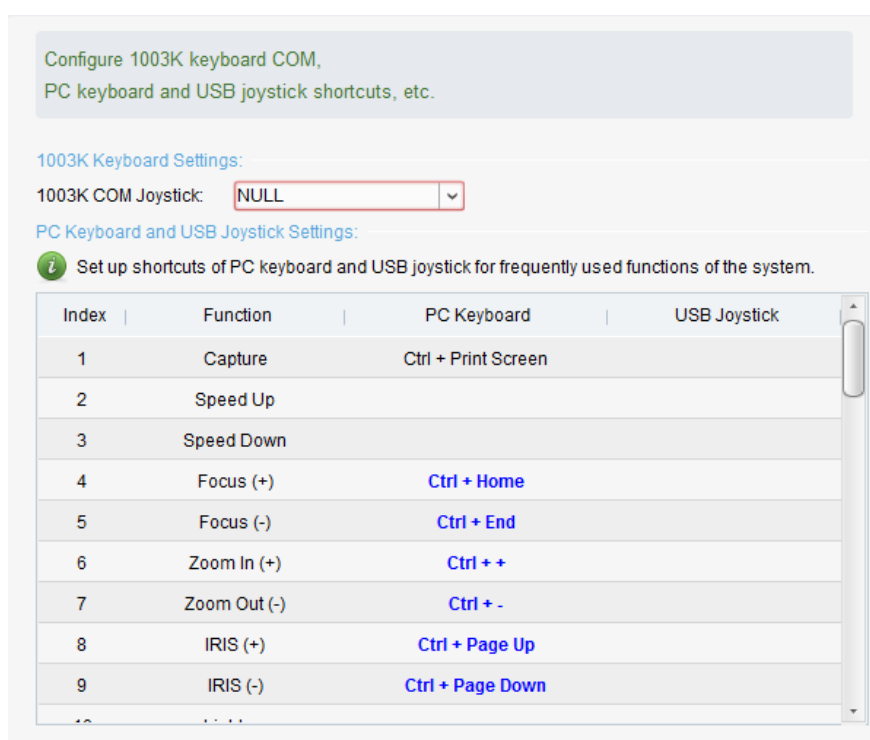 Configure 1003K keyboard COM,
PC keyboard and USB joystick shortcuts, etc.
1003K Keyboard Settings:
1003K COM Joystick: NULL
PC Keyboard and USB Joystick Settings:
Set up shortcuts of PC keyboard and USB joystick for frequently used functions of the system.
Index Function PC Keyboard USB Joystick
1 Capture Ctrl + Print Screen
2 Speed Up
3 Speed Down
4 Focus (+) Ctrl + Home
5 Focus (-) Ctrl + End
6 Zoom In (+) Ctrl + +
7 Zoom Out (-) Ctrl + -
8 IRIS (+) Ctrl + Page Up
9 IRIS (-) Ctrl + Page Down